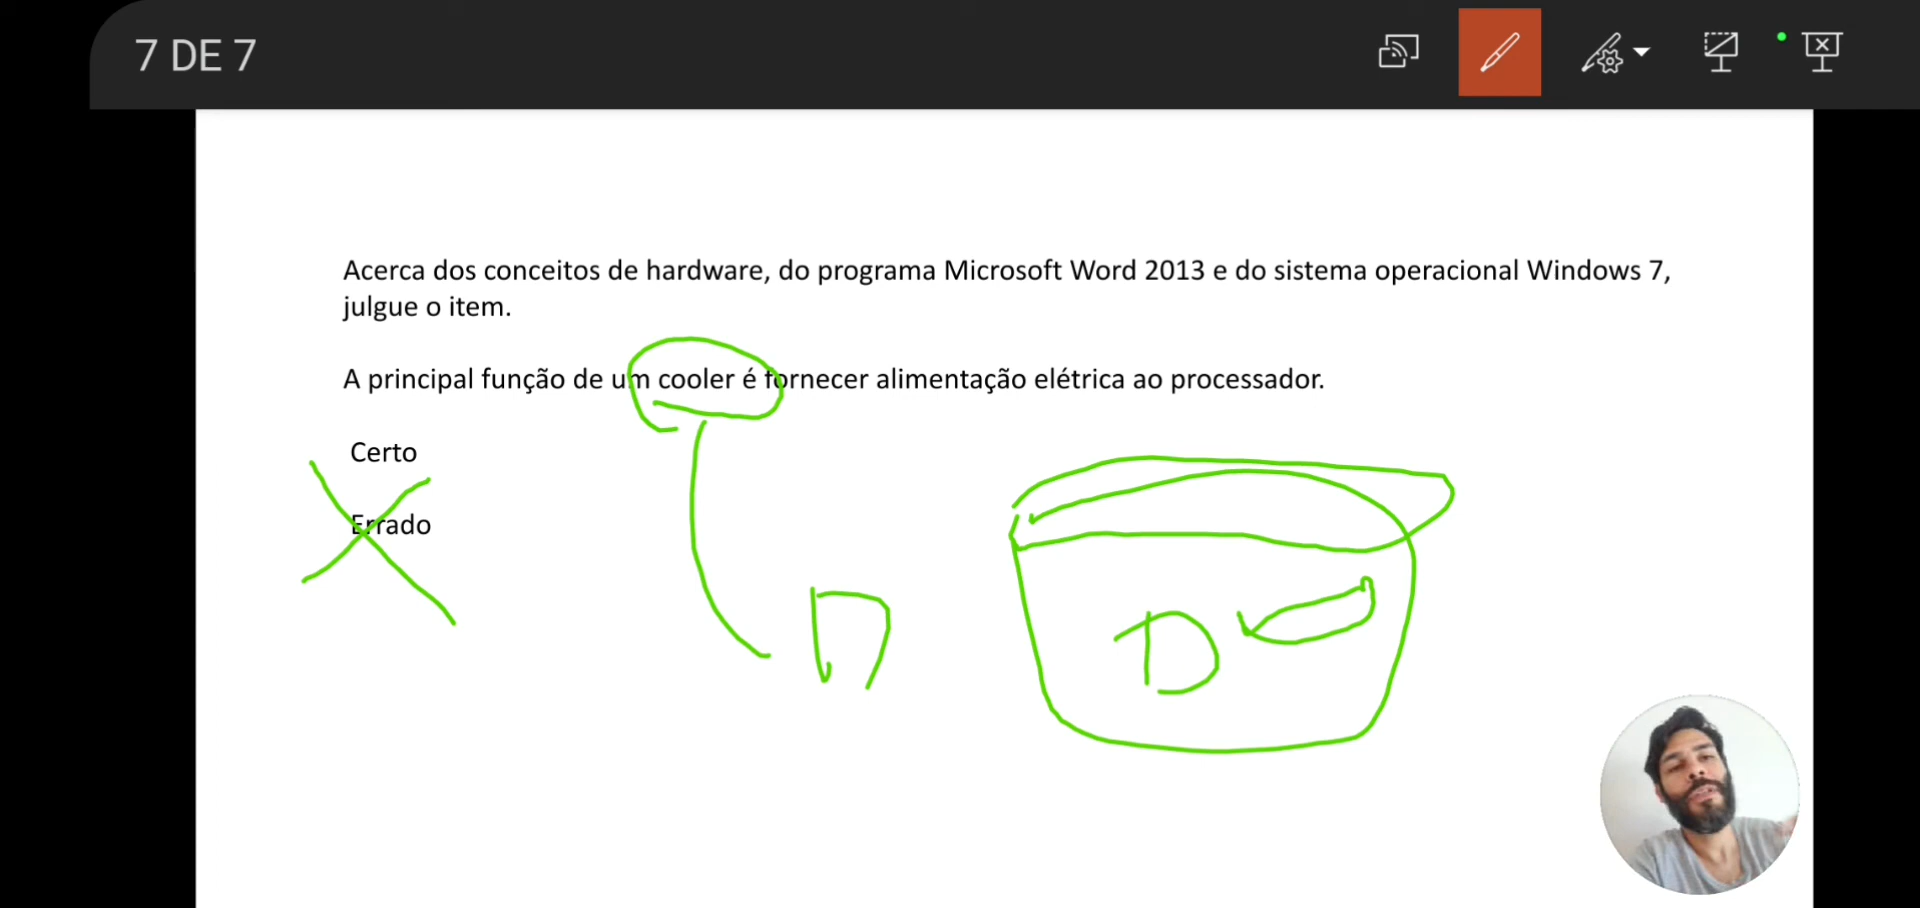 7 DE 7
Acerca dos conceitos de hardware, do programa Microsoft Word 2013 e do sistema operacional Windows 7,
julgue o item.
A principal função de um cooler é fornecer alimentação elétrica ao processador.
Certo
Errado
D